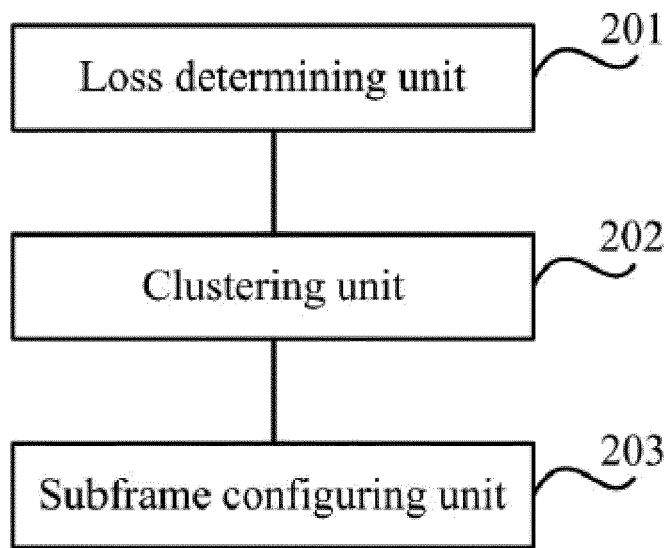 201
Loss determining unit
202
Clustering unit
203
Subframe configuring unit